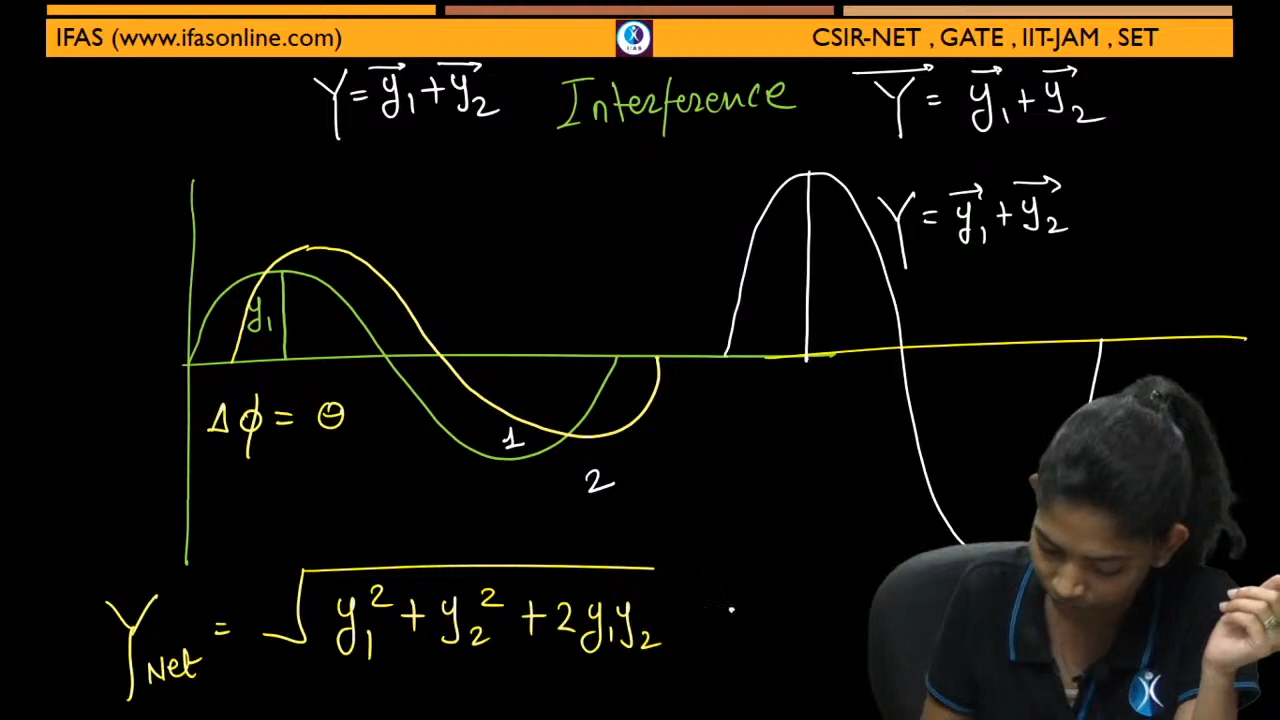 IFAS (www.ifasonline.com) CSIR-NET , GATE , IIT-JAM , SET
Y = y⃗₁ + y⃗₂ Interference Y⃗ = y⃗₁ + y⃗₂
Y = y⃗₁ + y⃗₂
y₁
Δϕ = θ
1
2
Y_Net = √(y₁² + y₂² + 2y₁y₂)